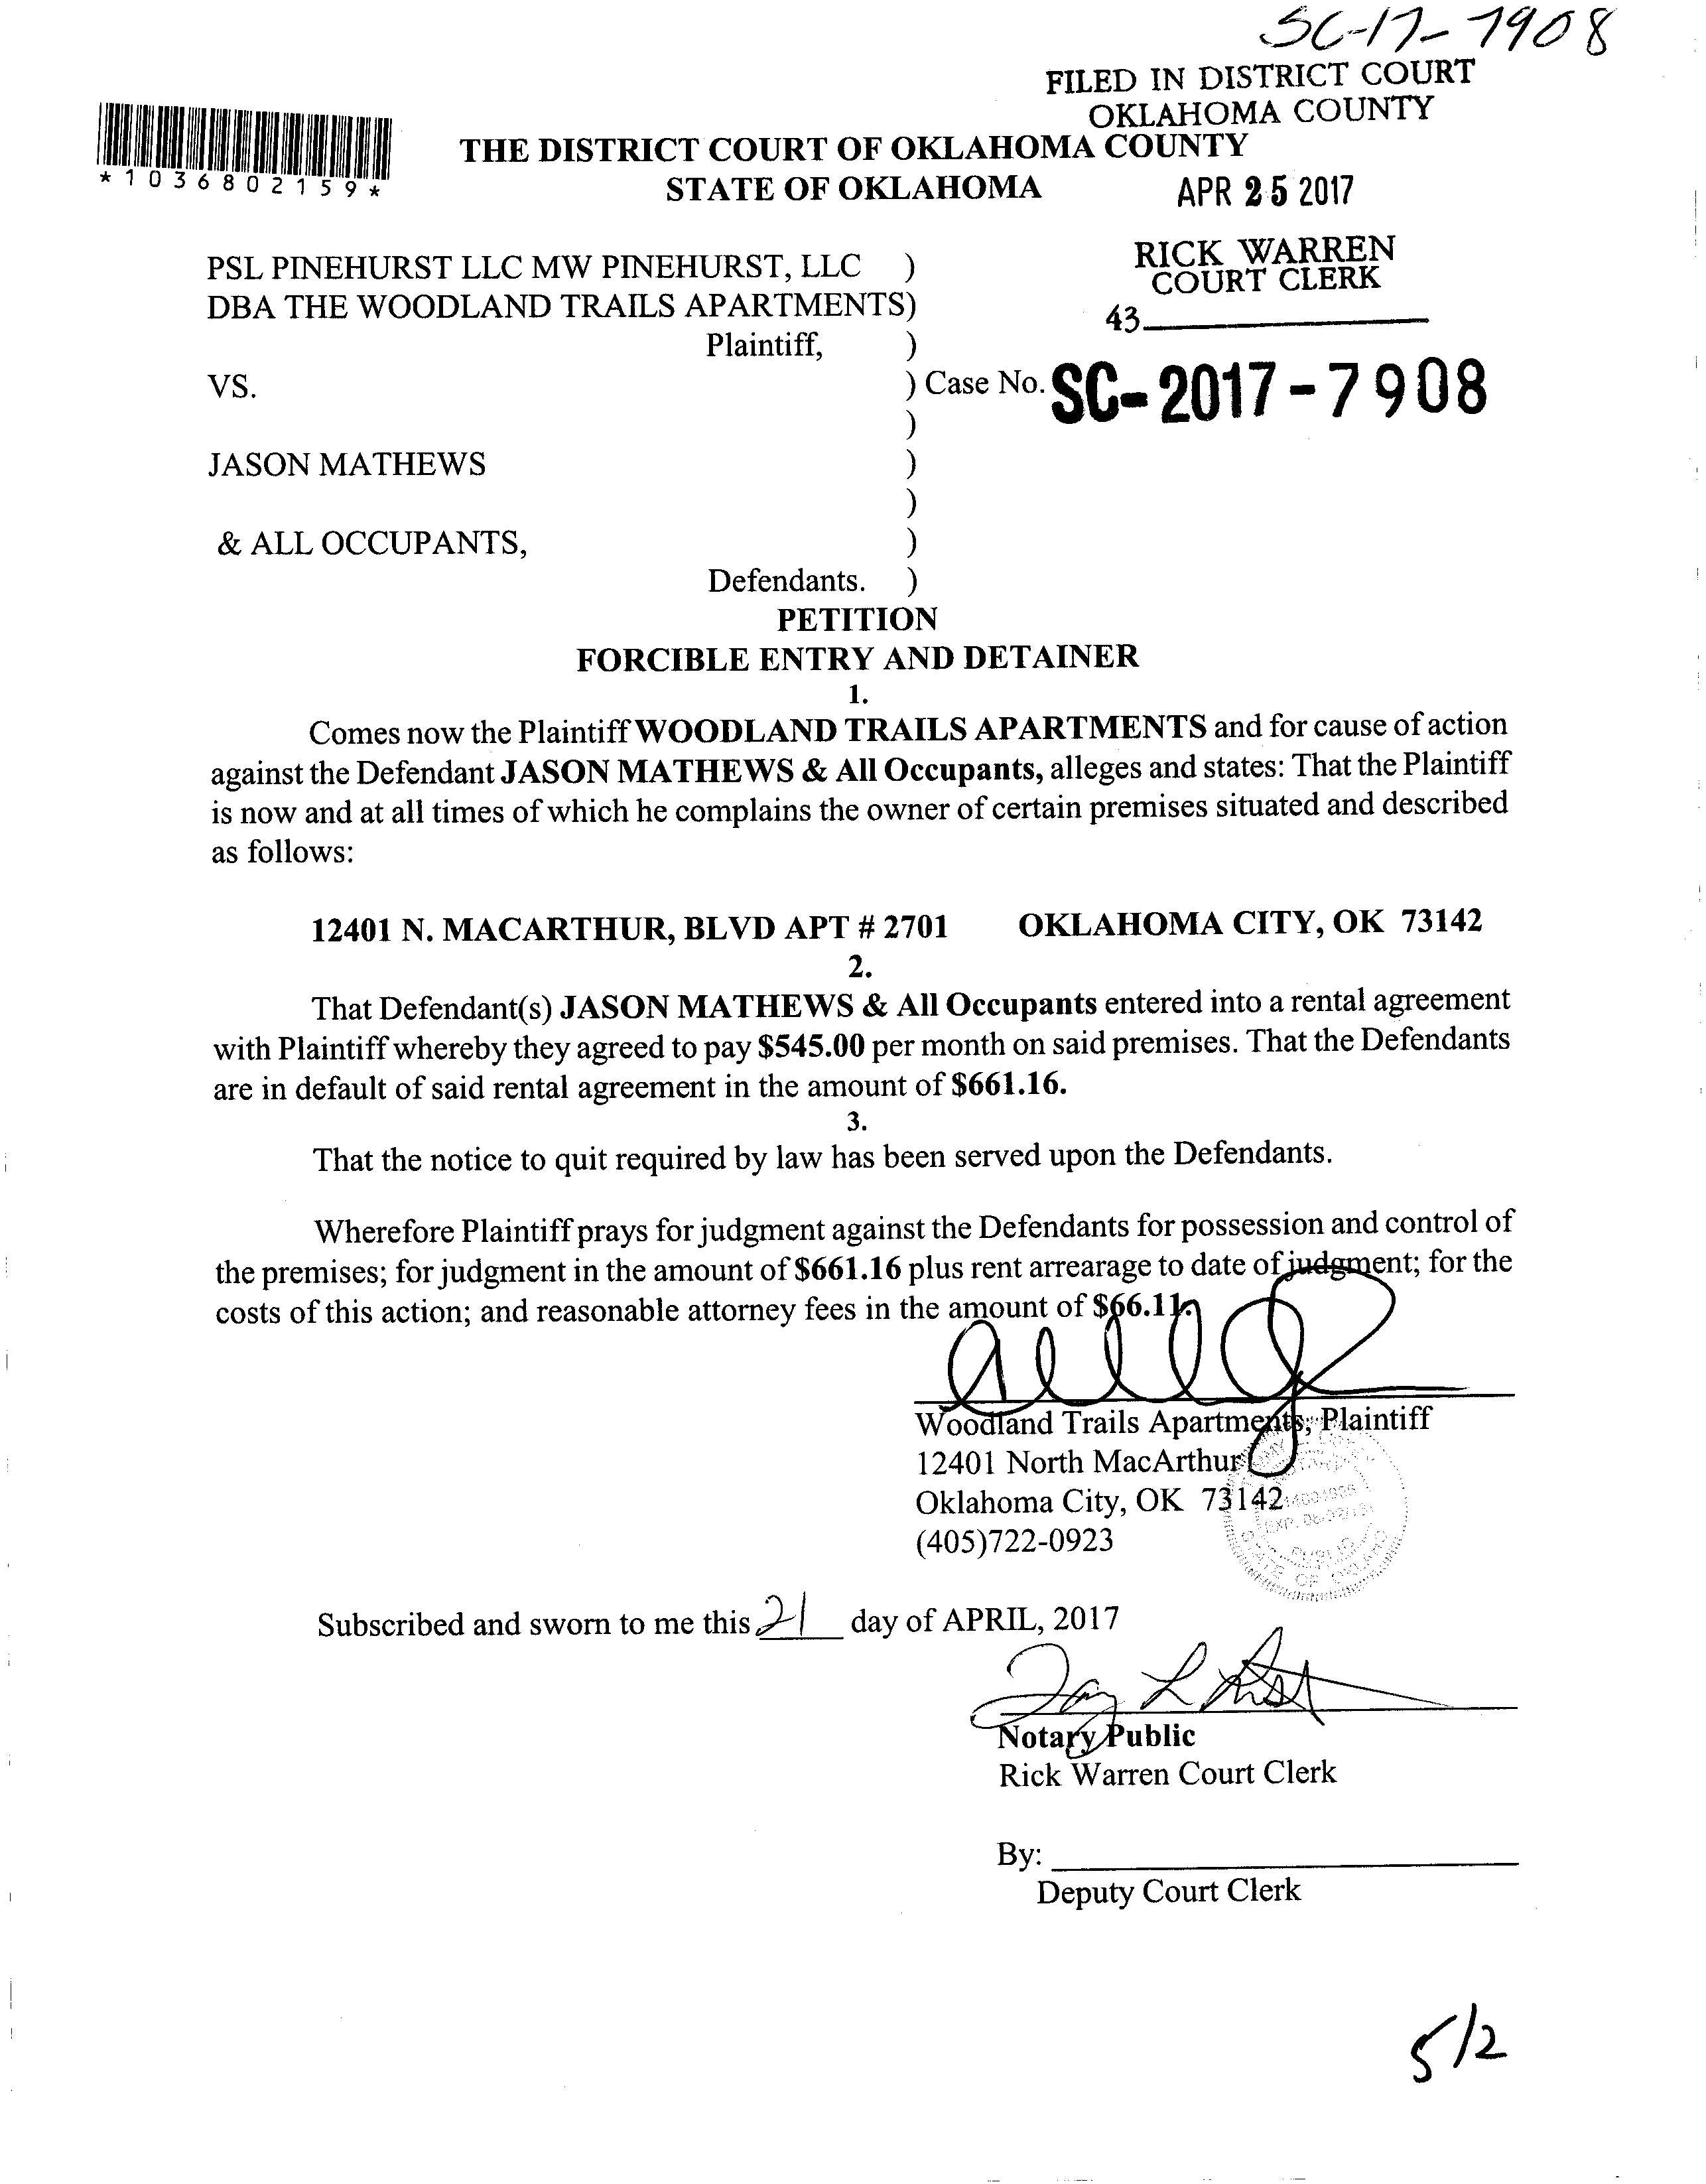 SC-17-7908
FILED IN DISTRICT COURT
OKLAHOMA COUNTY
*1036802159*
THE DISTRICT COURT OF OKLAHOMA COUNTY
STATE OF OKLAHOMA
APR 25 2017
RICK WARREN
COURT CLERK
43
PSL PINEHURST LLC MW PINEHURST, LLC )
DBA THE WOODLAND TRAILS APARTMENTS)
Plaintiff, )
VS. ) Case No. SC-2017-7908
)
JASON MATHEWS )
)
& ALL OCCUPANTS, )
Defendants. )
PETITION
FORCIBLE ENTRY AND DETAINER
1.
Comes now the Plaintiff WOODLAND TRAILS APARTMENTS and for cause of action
against the Defendant JASON MATHEWS & All Occupants, alleges and states: That the Plaintiff
is now and at all times of which he complains the owner of certain premises situated and described
as follows:
12401 N. MACARTHUR, BLVD APT # 2701 OKLAHOMA CITY, OK 73142
2.
That Defendant(s) JASON MATHEWS & All Occupants entered into a rental agreement
with Plaintiff whereby they agreed to pay $545.00 per month on said premises. That the Defendants
are in default of said rental agreement in the amount of $661.16.
3.
That the notice to quit required by law has been served upon the Defendants.
Wherefore Plaintiff prays for judgment against the Defendants for possession and control of
the premises; for judgment in the amount of $661.16 plus rent arrearage to date of judgment; for the
costs of this action; and reasonable attorney fees in the amount of $66.11.
Woodland Trails Apartments, Plaintiff
12401 North MacArthur
Oklahoma City, OK 73142
(405)722-0923
PUBLIC
STATE OF
Subscribed and sworn to me this 21 day of APRIL, 2017
Notary Public
Rick Warren Court Clerk
By:
Deputy Court Clerk
5/2